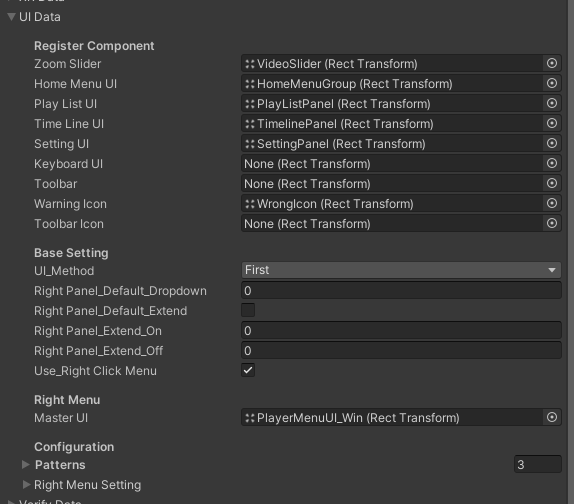 UI Data
Register Component
Zoom Slider VideoSlider (Rect Transform)
Home Menu UI HomeMenuGroup (Rect Transform)
Play List UI PlayListPanel (Rect Transform)
Time Line UI TimelinePanel (Rect Transform)
Setting UI SettingPanel (Rect Transform)
Keyboard UI None (Rect Transform)
Toolbar None (Rect Transform)
Warning Icon WrongIcon (Rect Transform)
Toolbar Icon None (Rect Transform)
Base Setting
UI_Method First
Right Panel_Default_Dropdown 0
Right Panel_Default_Extend
Right Panel_Extend_On 0
Right Panel_Extend_Off 0
Use_Right Click Menu
Right Menu
Master UI PlayerMenuUI_Win (Rect Transform)
Configuration
Patterns 3
Right Menu Setting